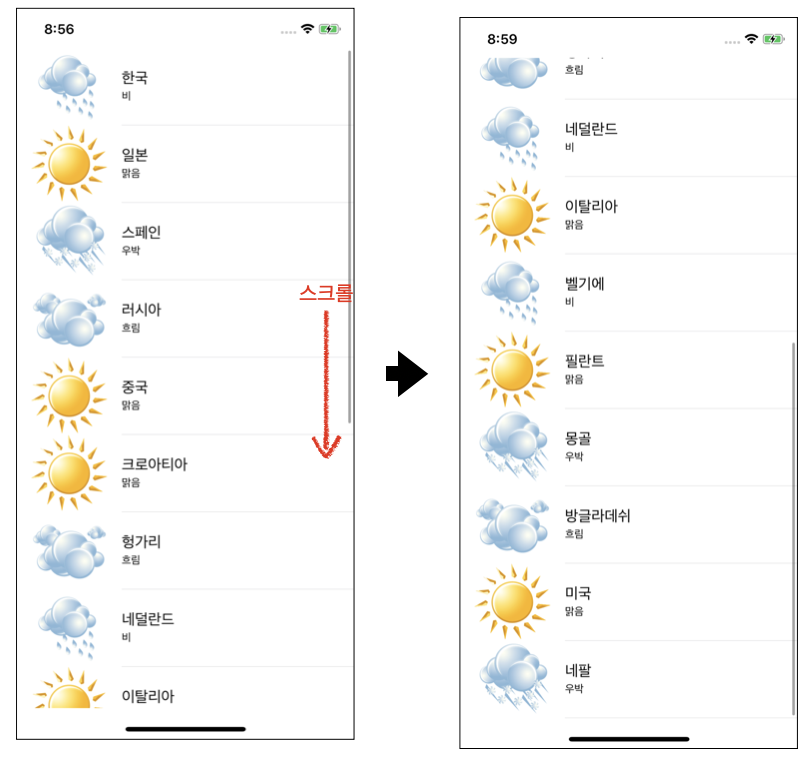 8:56
한국
비
일본
맑음
스페인
우박
스크롤
러시아
흐림
중국
맑음
크로아티아
맑음
헝가리
흐림
네덜란드
비
이탈리아
8:59
흐림
네덜란드
비
이탈리아
맑음
벨기에
비
필란트
맑음
몽골
우박
방글라데쉬
흐림
미국
맑음
네팔
우박